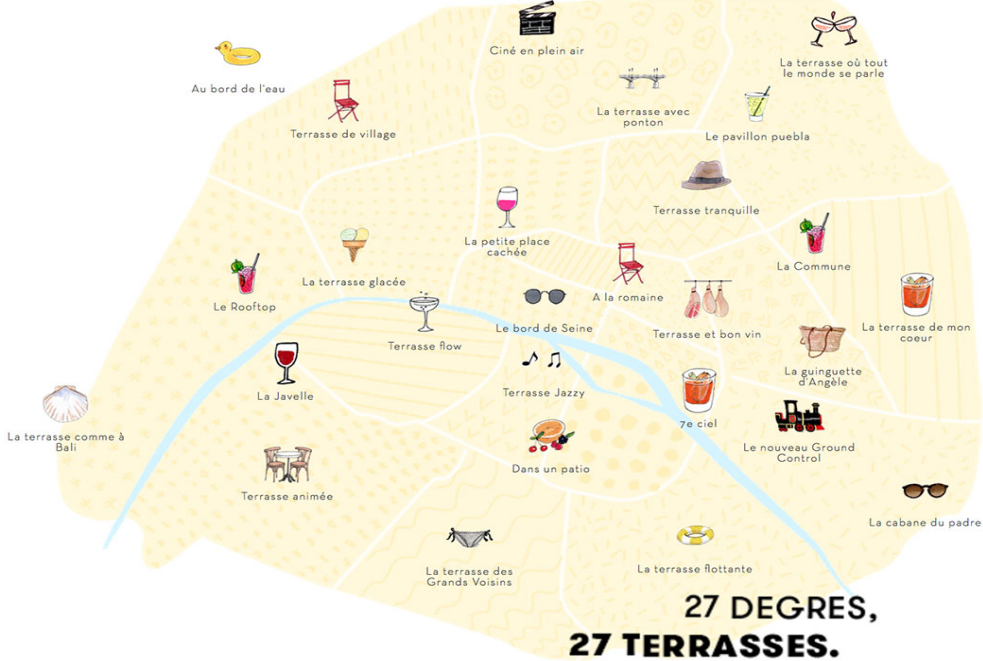 Ciné en plein air
La terrasse où tout
le monde se parle
Au bord de l'eau
Terrasse de village
La terrasse avec
ponton
Le pavillon puebla
Terrasse tranquille
La petite place
cachée
La Commune
La terrasse glacée
A la romaine
Le Rooftop
Le bord de Seine
Terrasse et bon vin
La terrasse de mon
coeur
Terrasse flow
La guinguette
d'Angèle
La Javelle
Terrasse Jazzy
7e ciel
La terrasse comme à
Bali
Le nouveau Ground
Control
Dans un patio
Terrasse animée
La cabane du padre
La terrasse des
Grands Voisins
La terrasse flottante
27 DEGRES,
27 TERRASSES.